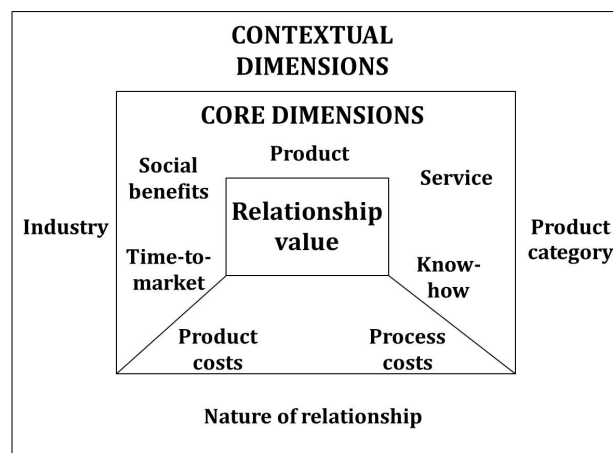 CONTEXTUAL
DIMENSIONS
CORE DIMENSIONS
Product
Social
benefits
Service
Industry
Relationship
value
Product
category
Time-to-
market
Know-
how
Product
costs
Process
costs
Nature of relationship